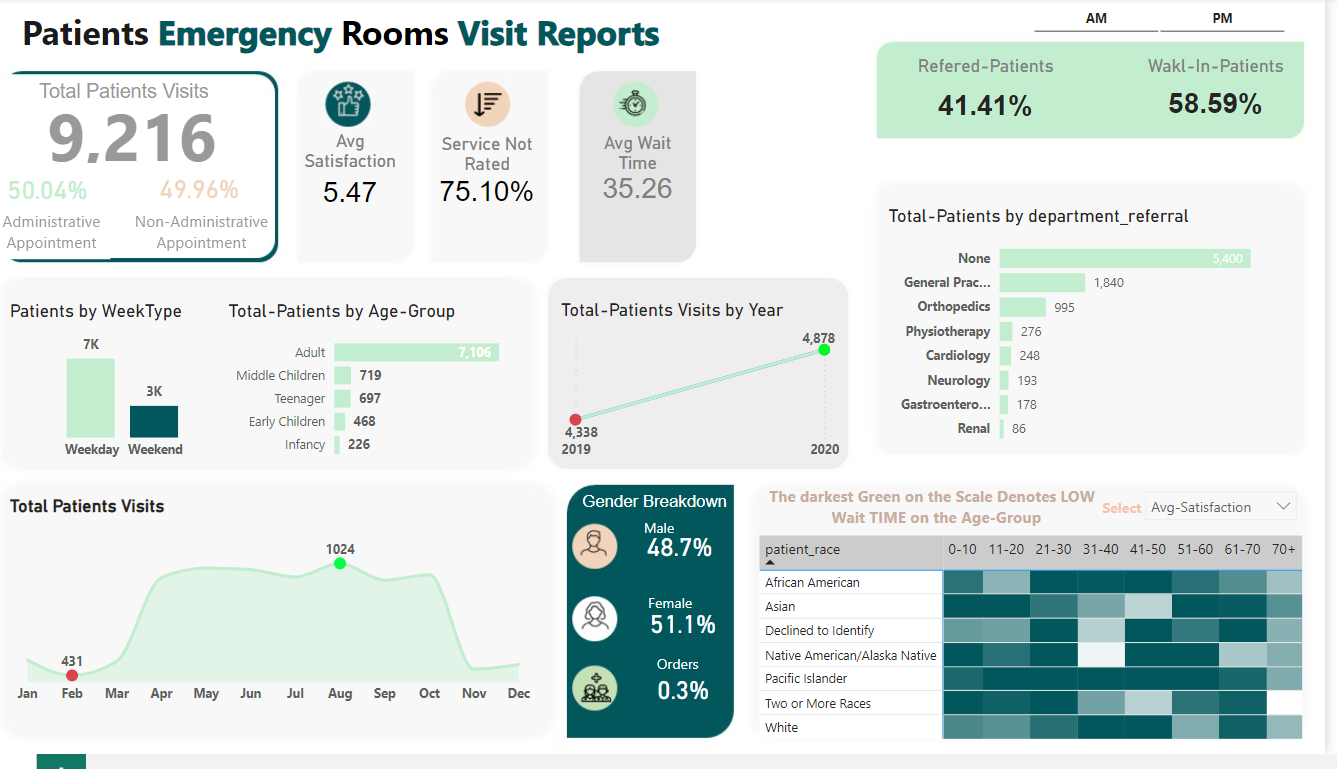 Patients Emergency Rooms Visit Reports
AM
PM
Total Patients Visits
9,216
50.04%
49.96%
Administrative
Appointment
Non-Administrative
Appointment
Avg
Satisfaction
5.47
Service Not
Rated
75.10%
Avg Wait
Time
35.26
Refered-Patients
41.41%
Wakl-In-Patients
58.59%
Patients by WeekType
7K
3K
Weekday
Weekend
Total-Patients by Age-Group
Adult 7,106
Middle Children 719
Teenager 697
Early Children 468
Infancy 226
Total-Patients Visits by Year
4,878
4,338
2019
2020
Total-Patients by department_referral
None 5,400
General Prac... 1,840
Orthopedics 995
Physiotherapy 276
Cardiology 248
Neurology 193
Gastroentero... 178
Renal 86
Total Patients Visits
1024
431
Jan Feb Mar Apr May Jun Jul Aug Sep Oct Nov Dec
Gender Breakdown
Male
48.7%
Female
51.1%
Orders
0.3%
The darkest Green on the Scale Denotes LOW
Wait TIME on the Age-Group
Select
Avg-Satisfaction
patient_race 0-10 11-20 21-30 31-40 41-50 51-60 61-70 70+
African American
Asian
Declined to Identify
Native American/Alaska Native
Pacific Islander
Two or More Races
White